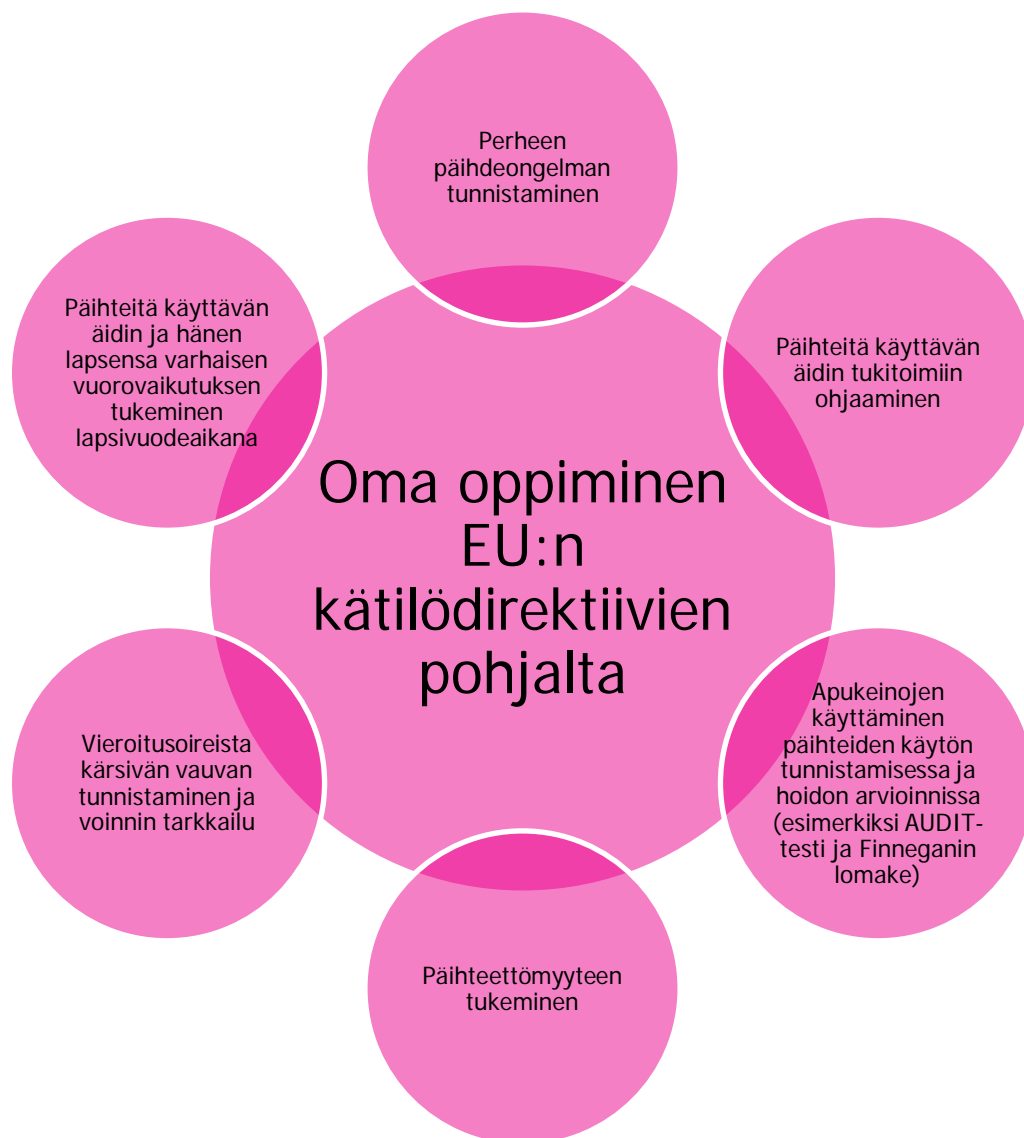 Perheen
päihdeongelman
tunnistaminen
Päihteitä käyttävän
äidin ja hänen
lapsensa varhaisen
vuorovaikutuksen
tukeminen
lapsivuodeaikana
Päihteitä käyttävän
äidin tukitoimiin
ohjaaminen
Oma oppiminen
EU:n
kätilödirektiivien
pohjalta
Vieroitusoireista
kärsivän vauvan
tunnistaminen ja
voinnin tarkkailu
Apukeinojen
käyttäminen
päihteiden käytön
tunnistamisessa ja
hoidon arvioinnissa
(esimerkiksi AUDIT-
testi ja Finneganin
lomake)
Päihteettömyyteen
tukeminen